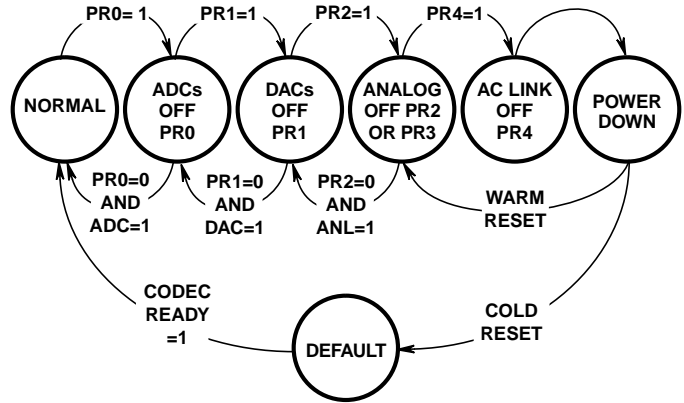 PR0= 1
PR1=1
PR2=1
PR4=1
NORMAL
ADCs
OFF
PR0
DACs
OFF
PR1
ANALOG
OFF PR2
OR PR3
AC LINK
OFF
PR4
POWER
DOWN
PR0=0
AND
ADC=1
PR1=0
AND
DAC=1
PR2=0
AND
ANL=1
WARM
RESET
CODEC
READY
=1
DEFAULT
COLD
RESET